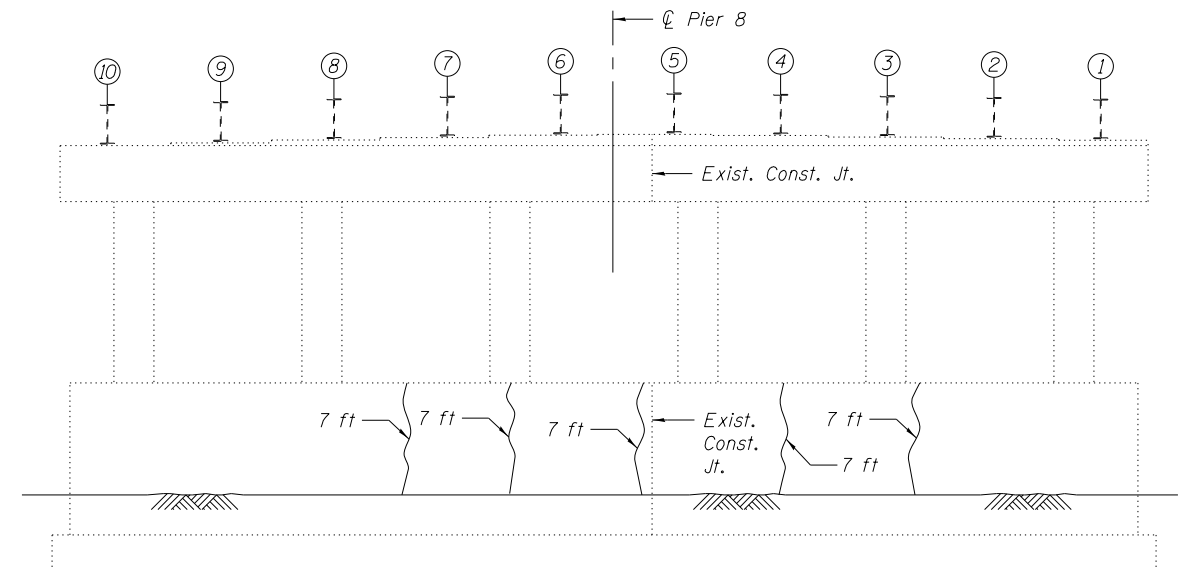 ℄ Pier 8
10 9 8 7 6 5 4 3 2 1
Exist. Const. Jt.
7 ft
7 ft
7 ft
Exist.
Const.
Jt.
7 ft
7 ft